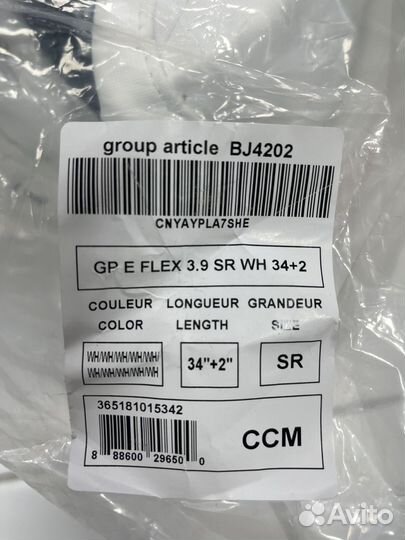 group article BJ4202
CNYAYPLA7SHE
GP E FLEX 3.9 SR WH 34+2
COULEUR LONGUEUR GRANDEUR
COLOR LENGTH SIZE
WH/WH/WH/WH/WH/
WH/WH/WH/WH/WH
34"+2"
SR
365181015342
8 88600 29650 0
CCM
Avito